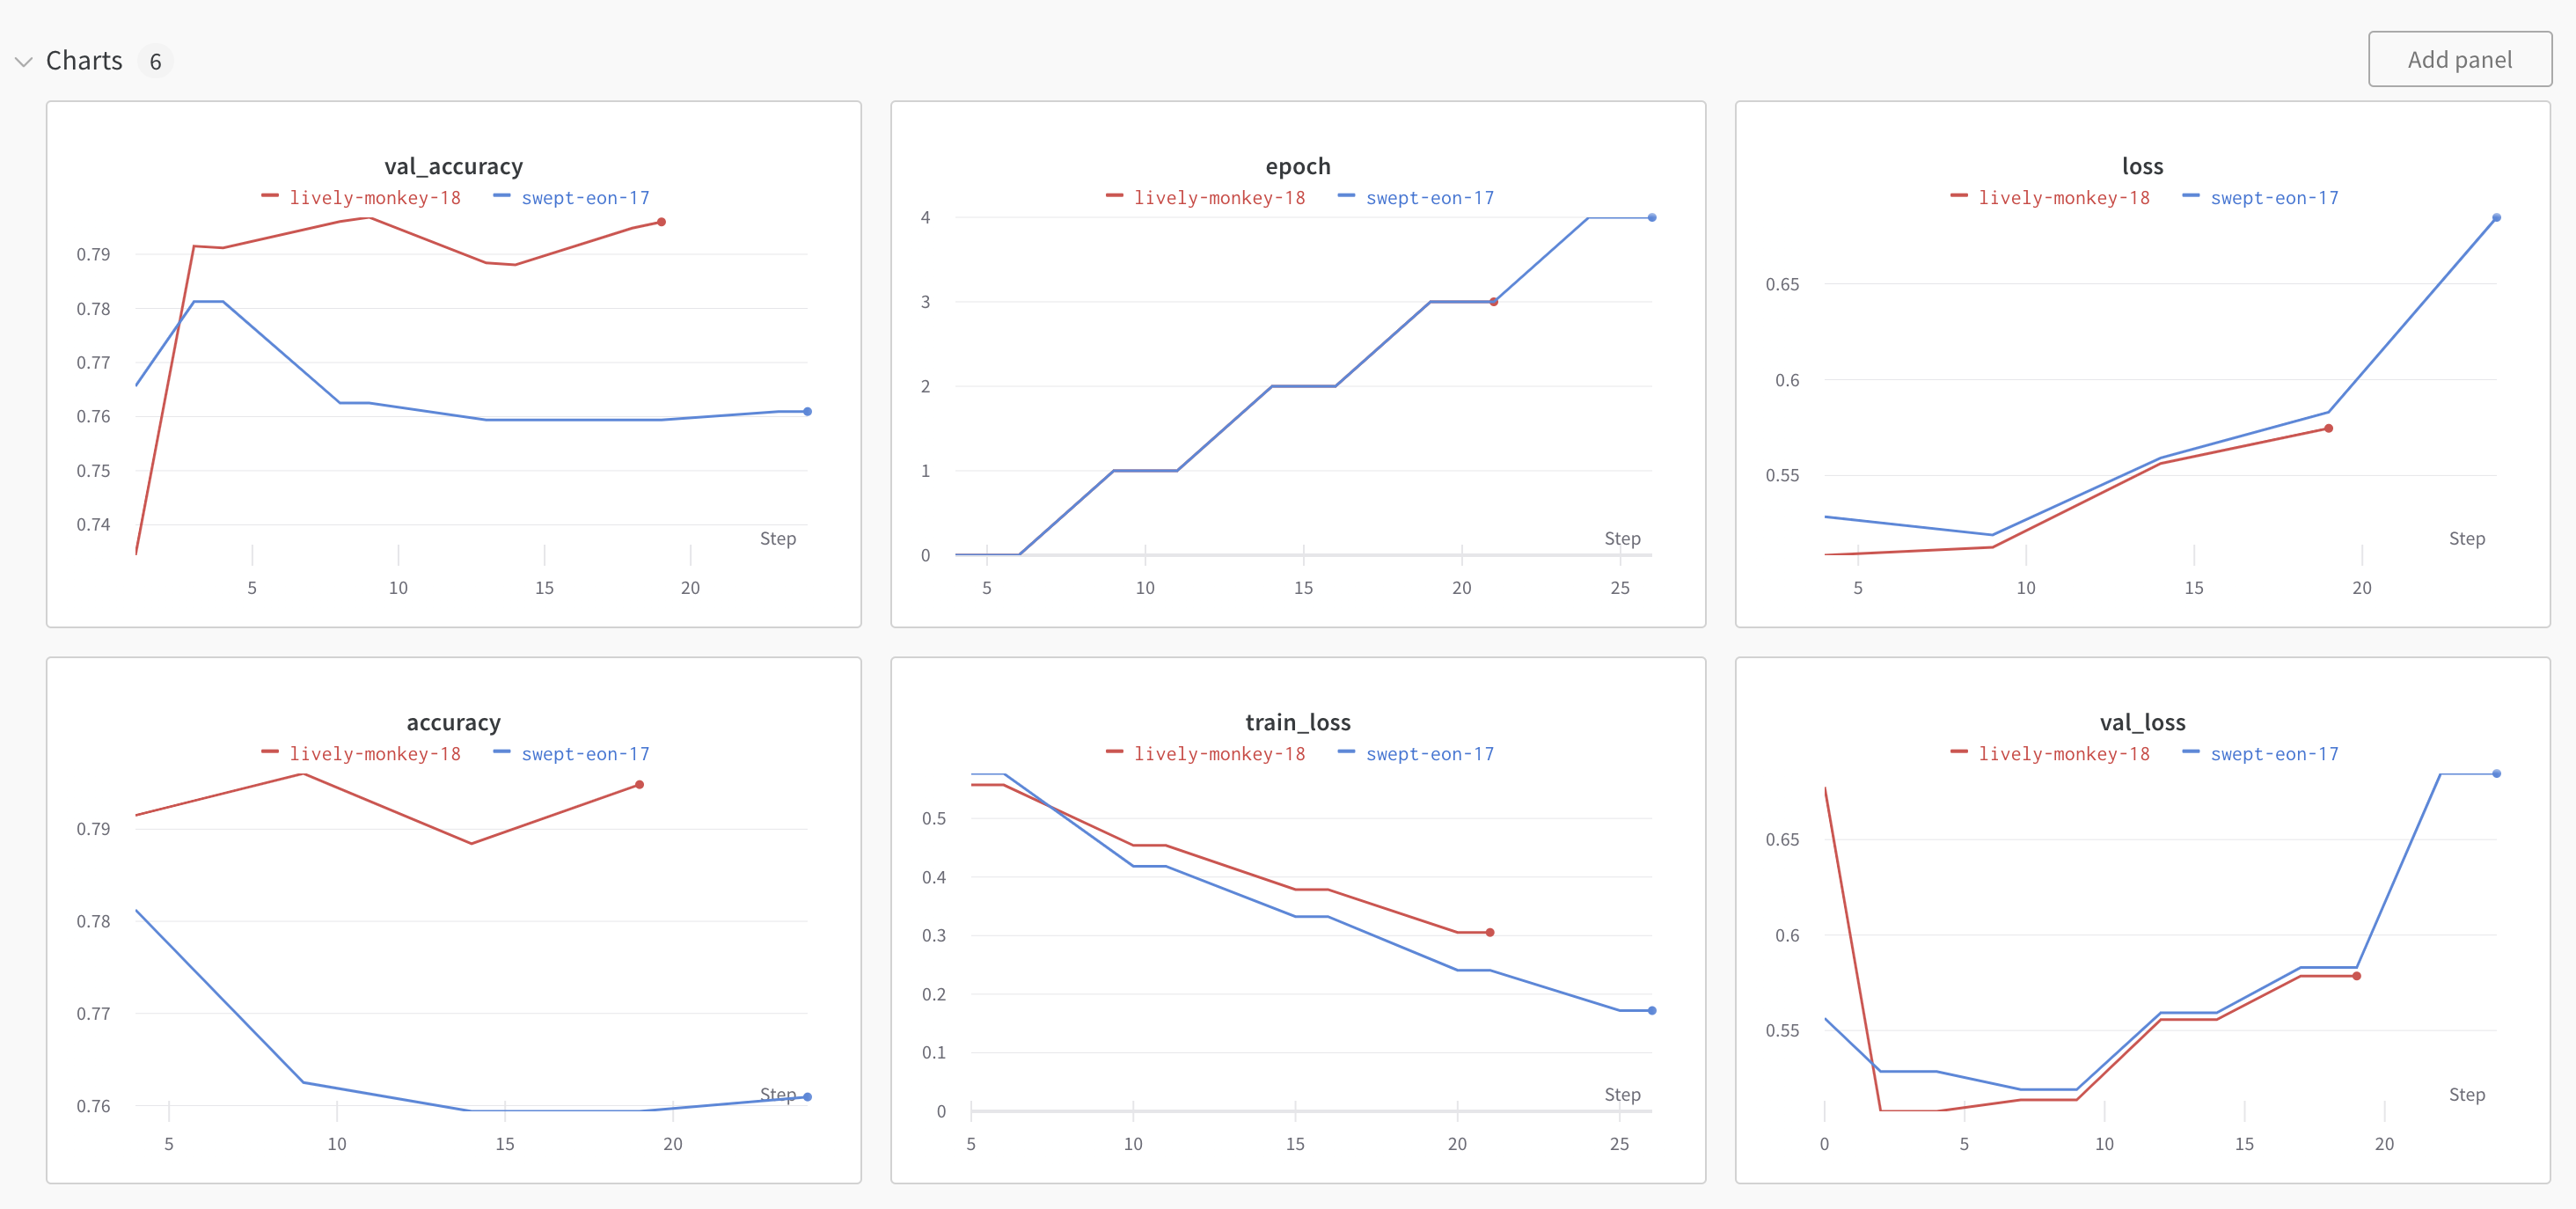 Charts 6
Add panel
val_accuracy
lively-monkey-18 swept-eon-17
0.79
0.78
0.77
0.76
0.75
0.74
Step
5 10 15 20
epoch
lively-monkey-18 swept-eon-17
4
3
2
1
0
Step
5 10 15 20 25
loss
lively-monkey-18 swept-eon-17
0.65
0.6
0.55
Step
5 10 15 20
accuracy
lively-monkey-18 swept-eon-17
0.79
0.78
0.77
0.76
Step
5 10 15 20
train_loss
lively-monkey-18 swept-eon-17
0.5
0.4
0.3
0.2
0.1
0
Step
5 10 15 20 25
val_loss
lively-monkey-18 swept-eon-17
0.65
0.6
0.55
Step
0 5 10 15 20